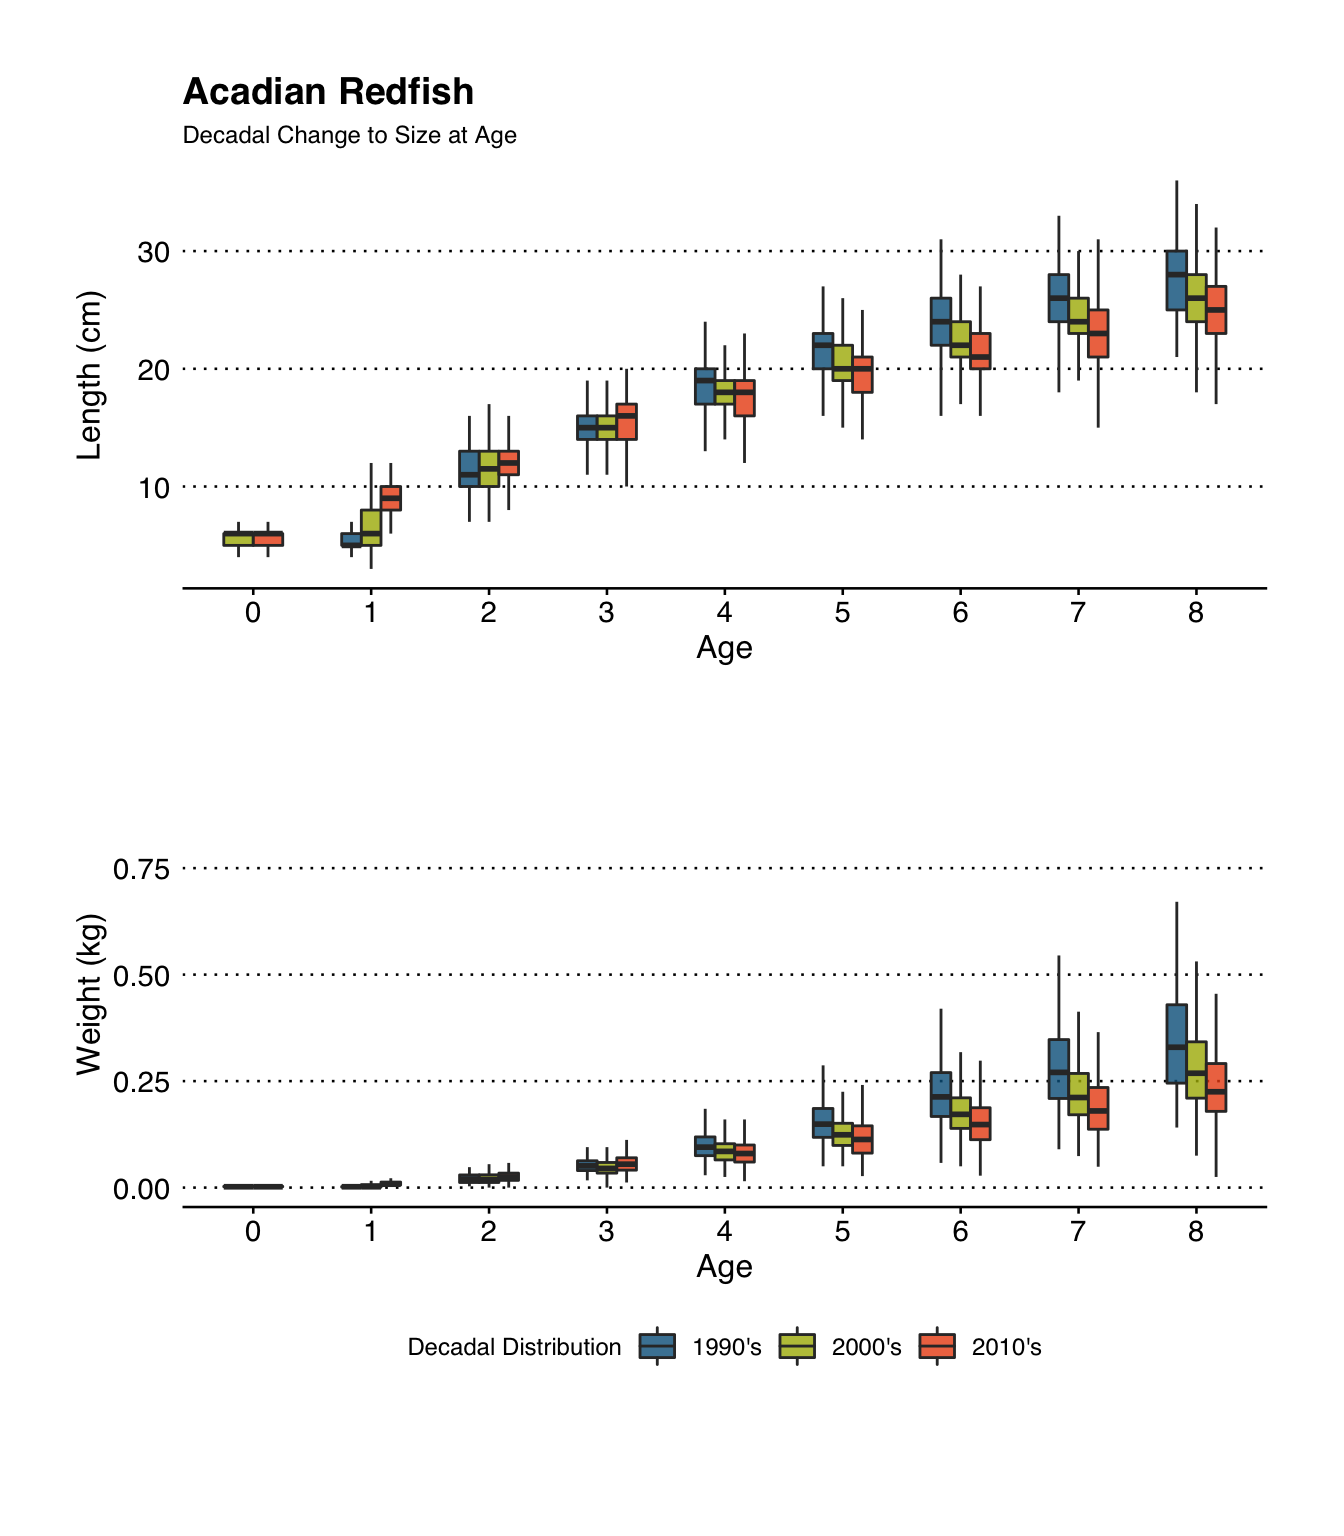 Acadian Redfish
Decadal Change to Size at Age
Length (cm)
30
20
10
0 1 2 3 4 5 6 7 8
Age
Weight (kg)
0.75
0.50
0.25
0.00
0 1 2 3 4 5 6 7 8
Age
Decadal Distribution 1990's 2000's 2010's